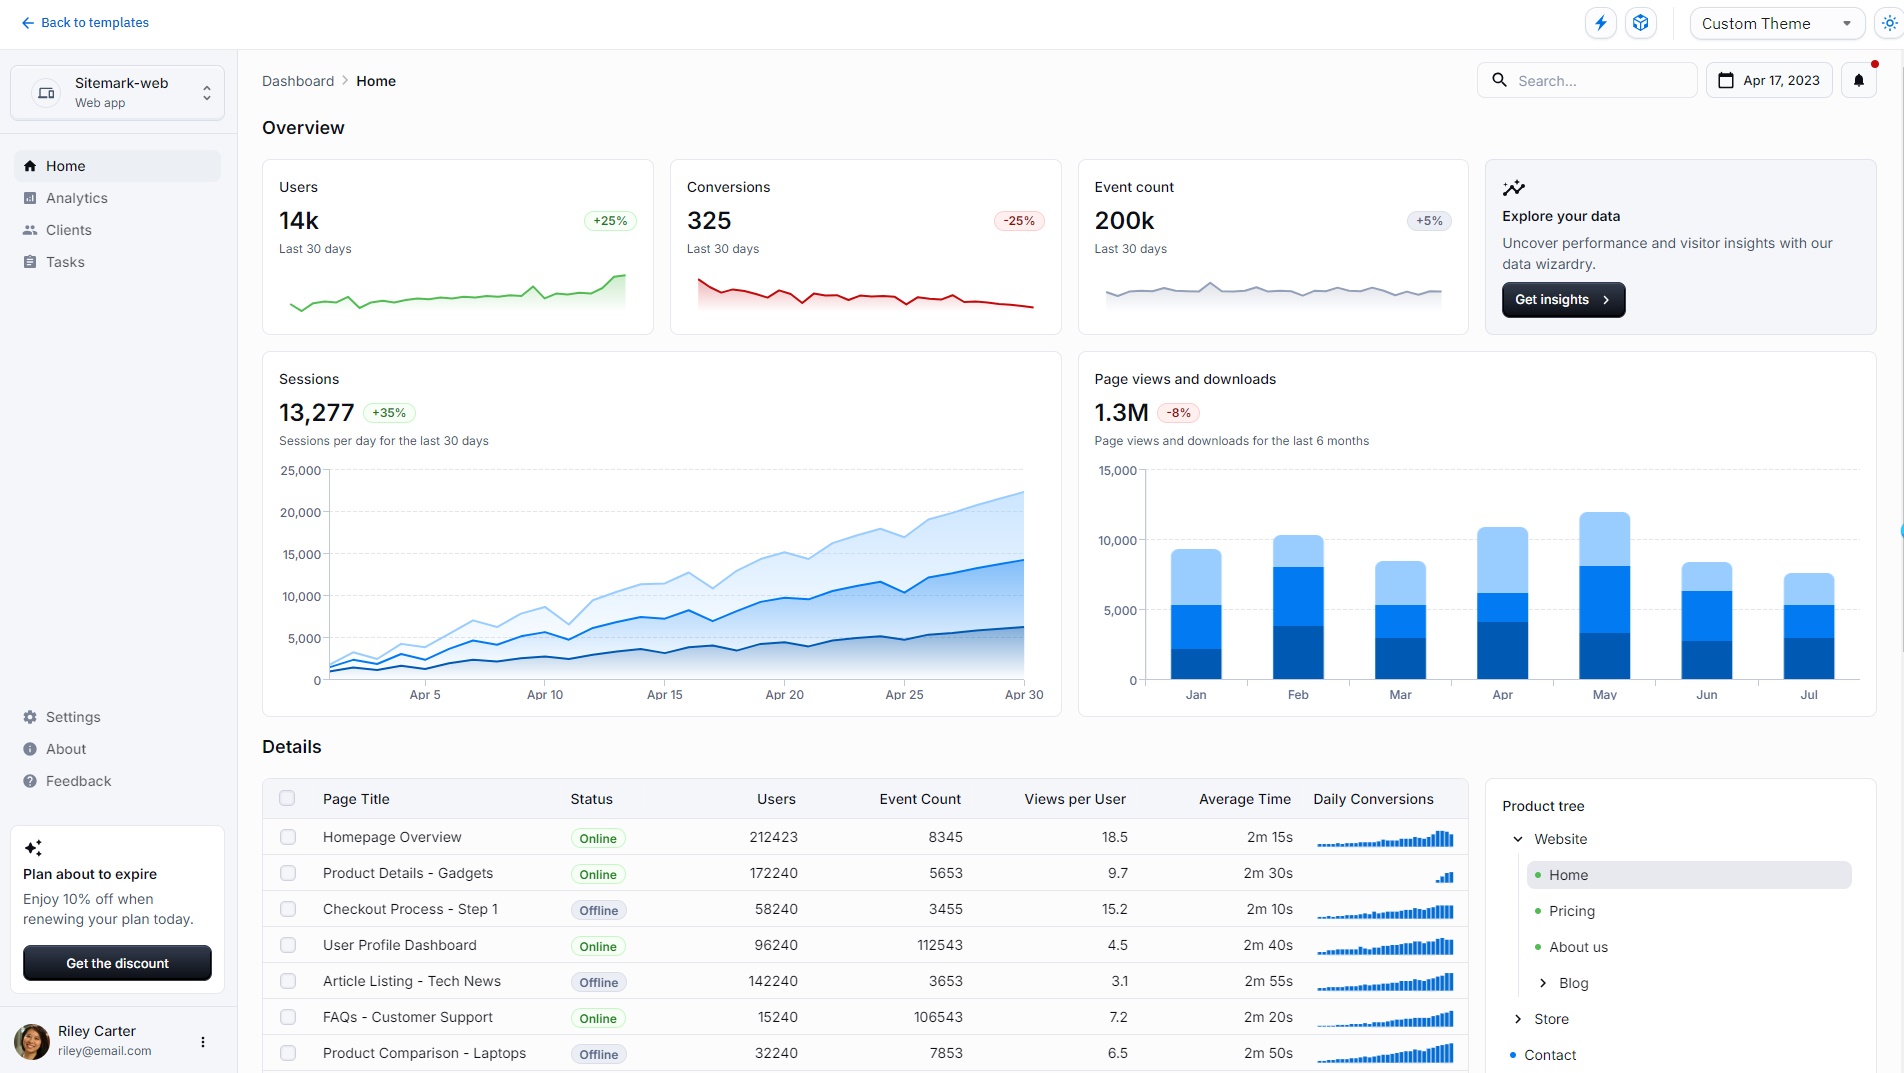 Back to templates
Custom Theme
Sitemark-web
Web app
Home
Analytics
Clients
Tasks
Settings
About
Feedback
Plan about to expire
Enjoy 10% off when
renewing your plan today.
Get the discount
Riley Carter
riley@email.com
Dashboard Home
Search...
Apr 17, 2023
Overview
Users
14k
+25%
Last 30 days
Conversions
325
-25%
Last 30 days
Event count
200k
+5%
Last 30 days
Explore your data
Uncover performance and visitor insights with our
data wizardry.
Get insights
Sessions
13,277 +35%
Sessions per day for the last 30 days
25,000
20,000
15,000
10,000
5,000
0
Apr 5 Apr 10 Apr 15 Apr 20 Apr 25 Apr 30
Page views and downloads
1.3M -8%
Page views and downloads for the last 6 months
15,000
10,000
5,000
0
Jan Feb Mar Apr May Jun Jul
Details
Page Title Status Users Event Count Views per User Average Time Daily Conversions
Homepage Overview Online 212423 8345 18.5 2m 15s
Product Details - Gadgets Online 172240 5653 9.7 2m 30s
Checkout Process - Step 1 Offline 58240 3455 15.2 2m 10s
User Profile Dashboard Online 96240 112543 4.5 2m 40s
Article Listing - Tech News Offline 142240 3653 3.1 2m 55s
FAQs - Customer Support Online 15240 106543 7.2 2m 20s
Product Comparison - Laptops Offline 32240 7853 6.5 2m 50s
Product tree
Website
Home
Pricing
About us
Blog
Store
Contact